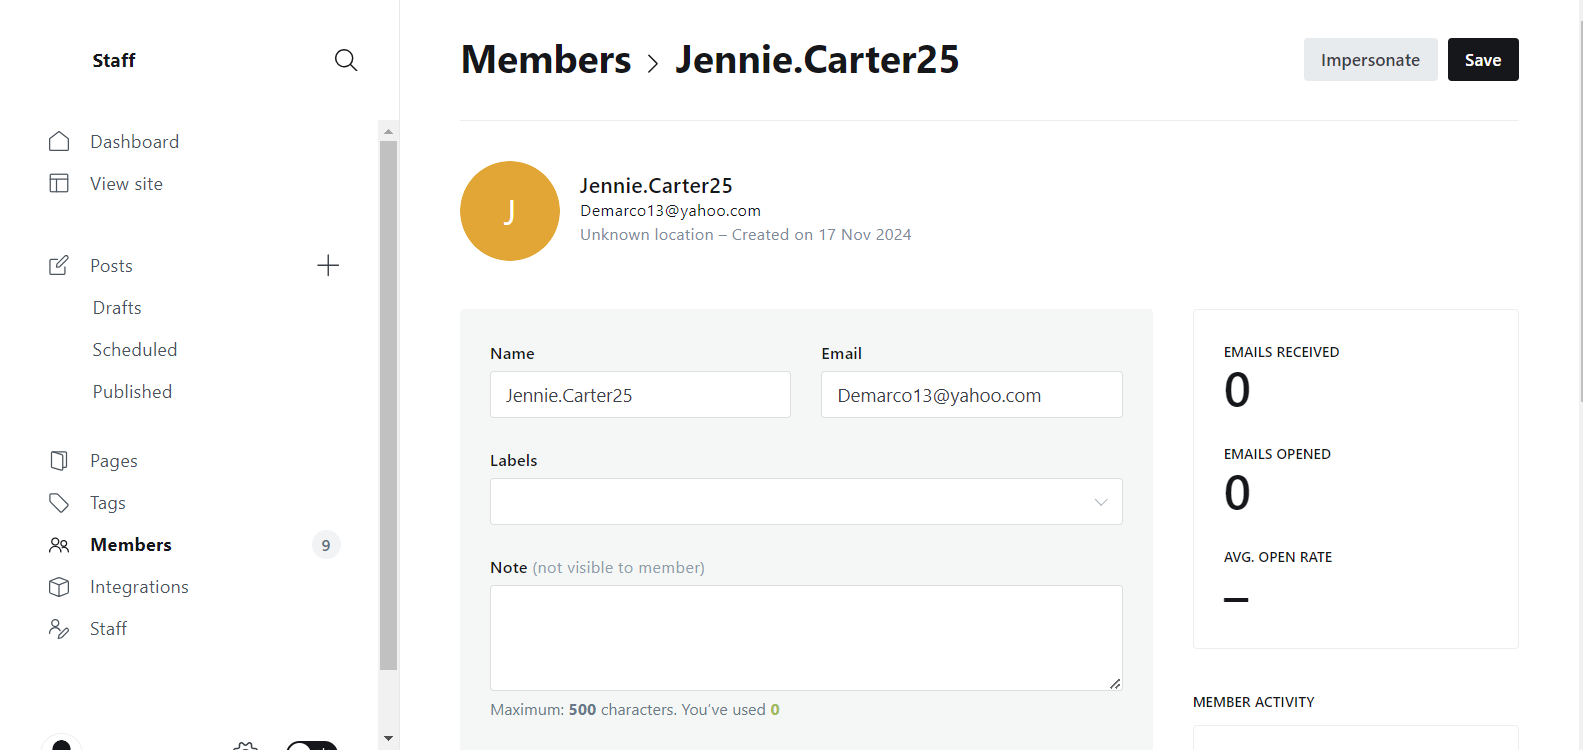 Staff
Dashboard
View site
Posts
Drafts
Scheduled
Published
Pages
Tags
Members 9
Integrations
Staff
Members > Jennie.Carter25
Impersonate
Save
J
Jennie.Carter25
Demarco13@yahoo.com
Unknown location – Created on 17 Nov 2024
Name
Jennie.Carter25
Email
Demarco13@yahoo.com
Labels
Note (not visible to member)
Maximum: 500 characters. You’ve used 0
EMAILS RECEIVED
0
EMAILS OPENED
0
AVG. OPEN RATE
–
MEMBER ACTIVITY